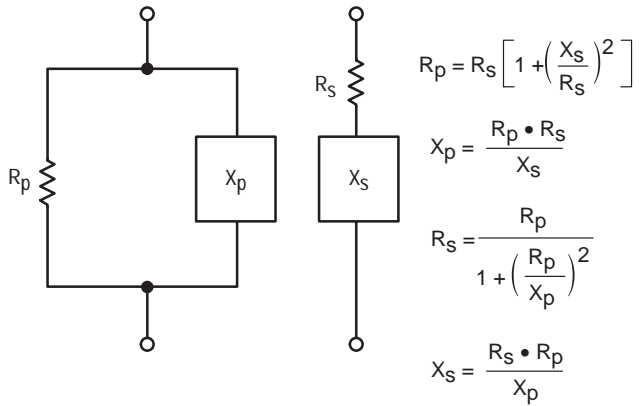 Rp
Xp
Rs
Xs
Rp = Rs [ 1 + ( Xs / Rs )2 ]
Xp = Rp • Rs / Xs
Rs = Rp / 1 + ( Rp / Xp )2
Xs = Rs • Rp / Xp